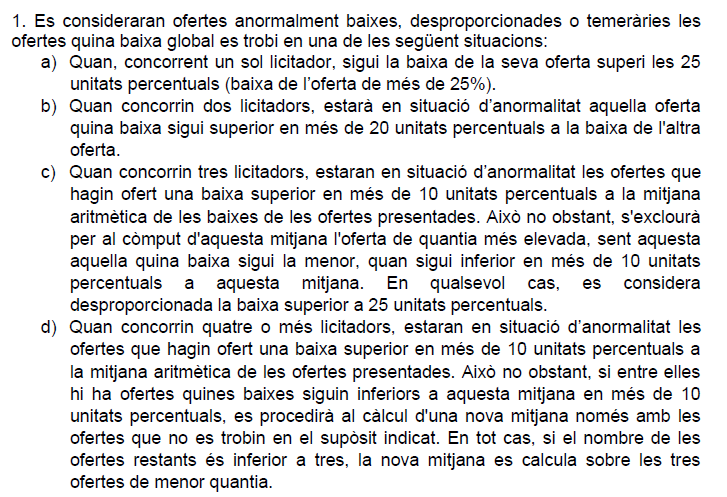 1. Es consideraran ofertes anormalment baixes, desproporcionades o temeràries les
ofertes quina baixa global es trobi en una de les següent situacions:
a) Quan, concorrent un sol licitador, sigui la baixa de la seva oferta superi les 25
unitats percentuals (baixa de l’oferta de més de 25%).
b) Quan concorrin dos licitadors, estarà en situació d’anormalitat aquella oferta
quina baixa sigui superior en més de 20 unitats percentuals a la baixa de l'altra
oferta.
c) Quan concorrin tres licitadors, estaran en situació d’anormalitat les ofertes que
hagin ofert una baixa superior en més de 10 unitats percentuals a la mitjana
aritmètica de les baixes de les ofertes presentades. Això no obstant, s'exclourà
per al còmput d'aquesta mitjana l'oferta de quantia més elevada, sent aquesta
aquella quina baixa sigui la menor, quan sigui inferior en més de 10 unitats
percentuals a aquesta mitjana. En qualsevol cas, es considera
desproporcionada la baixa superior a 25 unitats percentuals.
d) Quan concorrin quatre o més licitadors, estaran en situació d’anormalitat les
ofertes que hagin ofert una baixa superior en més de 10 unitats percentuals a
la mitjana aritmètica de les ofertes presentades. Això no obstant, si entre elles
hi ha ofertes quines baixes siguin inferiors a aquesta mitjana en més de 10
unitats percentuals, es procedirà al càlcul d'una nova mitjana només amb les
ofertes que no es trobin en el supòsit indicat. En tot cas, si el nombre de les
ofertes restants és inferior a tres, la nova mitjana es calcula sobre les tres
ofertes de menor quantia.